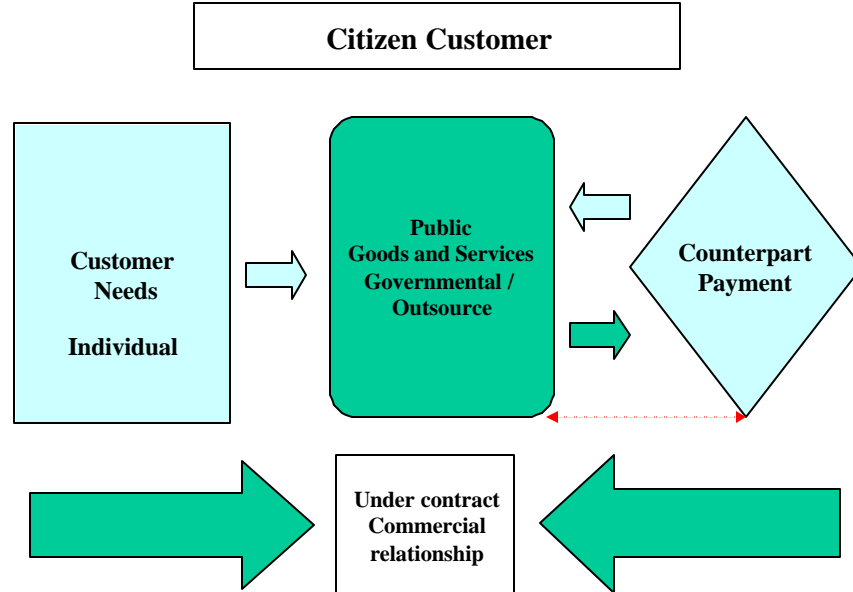 Citizen Customer
Customer
Needs
Individual
Public
Goods and Services
Governmental /
Outsource
Counterpart
Payment
Under contract
Commercial
relationship